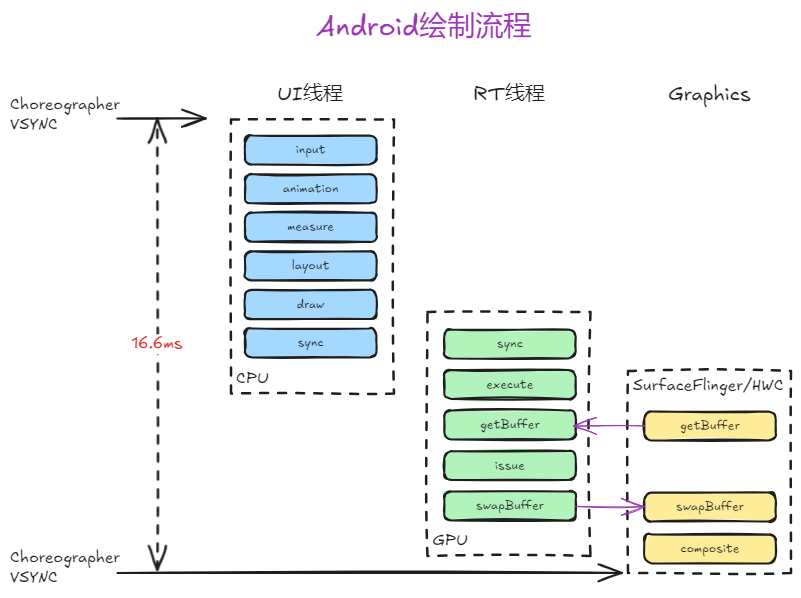 Android绘制流程
UI线程
RT线程
Graphics
Choreographer
VSYNC
input
animation
measure
layout
draw
sync
CPU
16.6ms
sync
execute
getBuffer
issue
swapBuffer
GPU
SurfaceFlinger/HWC
getBuffer
swapBuffer
composite
Choreographer
VSYNC